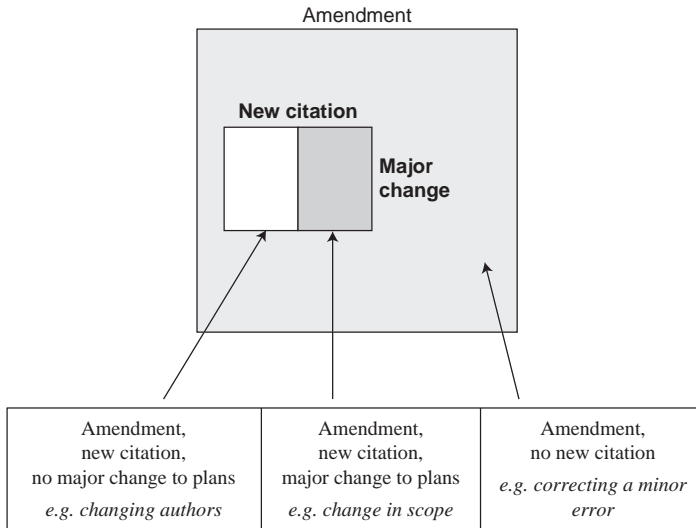 Amendment
New citation
Major
change
Amendment,
new citation,
no major change to plans
e.g. changing authors
Amendment,
new citation,
major change to plans
e.g. change in scope
Amendment,
no new citation
e.g. correcting a minor
error